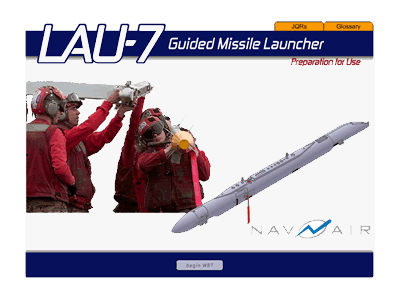 JQRs
Glossary
LAU-7 Guided Missile Launcher
Preparation for Use
NAVAIR
Begin WBT